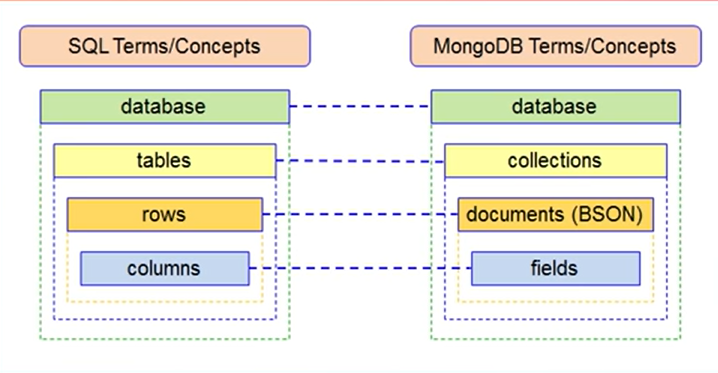 SQL Terms/Concepts
MongoDB Terms/Concepts
database
database
tables
collections
rows
documents (BSON)
columns
fields